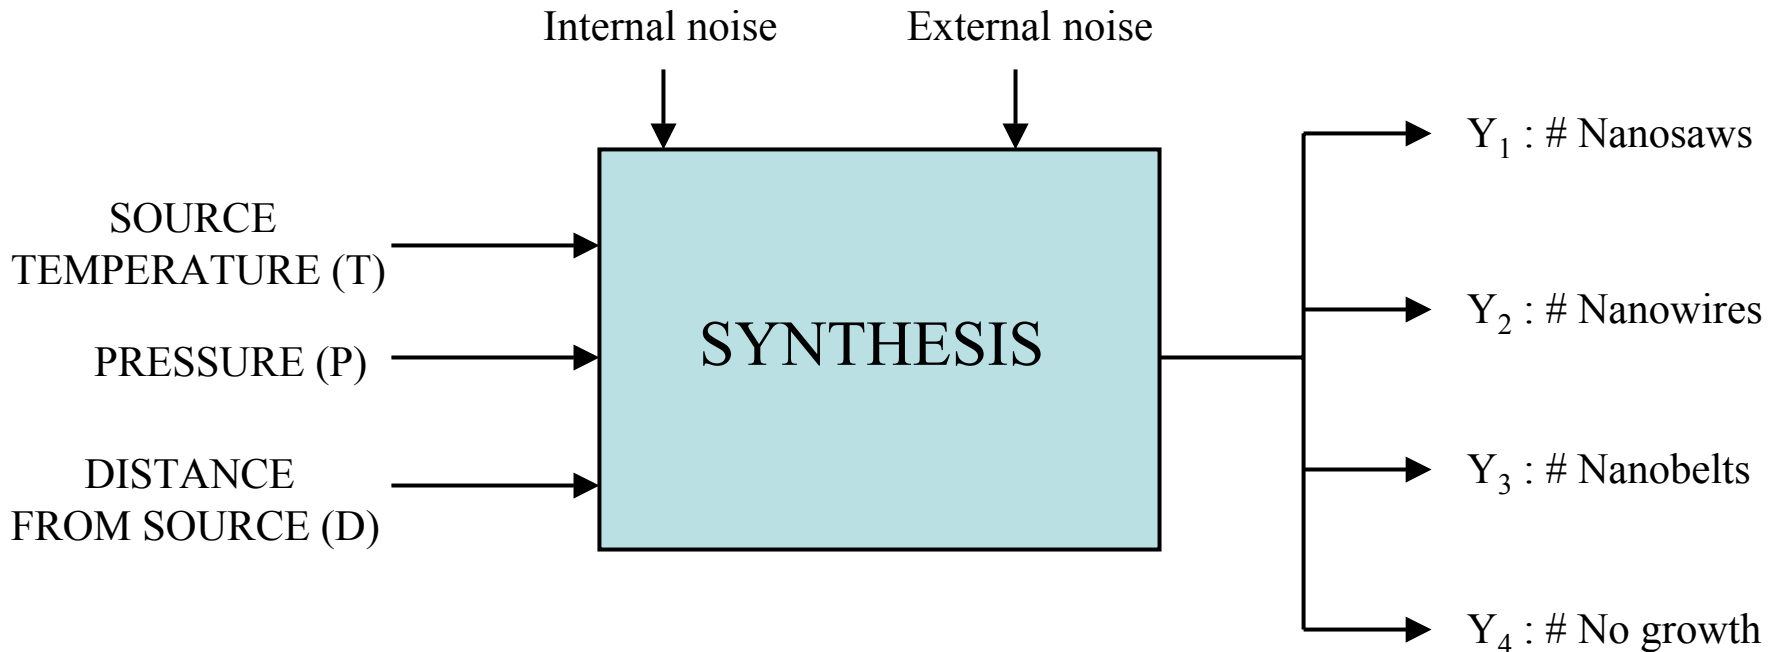 Internal noise
External noise
SOURCE
TEMPERATURE (T)
PRESSURE (P)
DISTANCE
FROM SOURCE (D)
SYNTHESIS
Y₁ : # Nanosaws
Y₂ : # Nanowires
Y₃ : # Nanobelts
Y₄ : # No growth